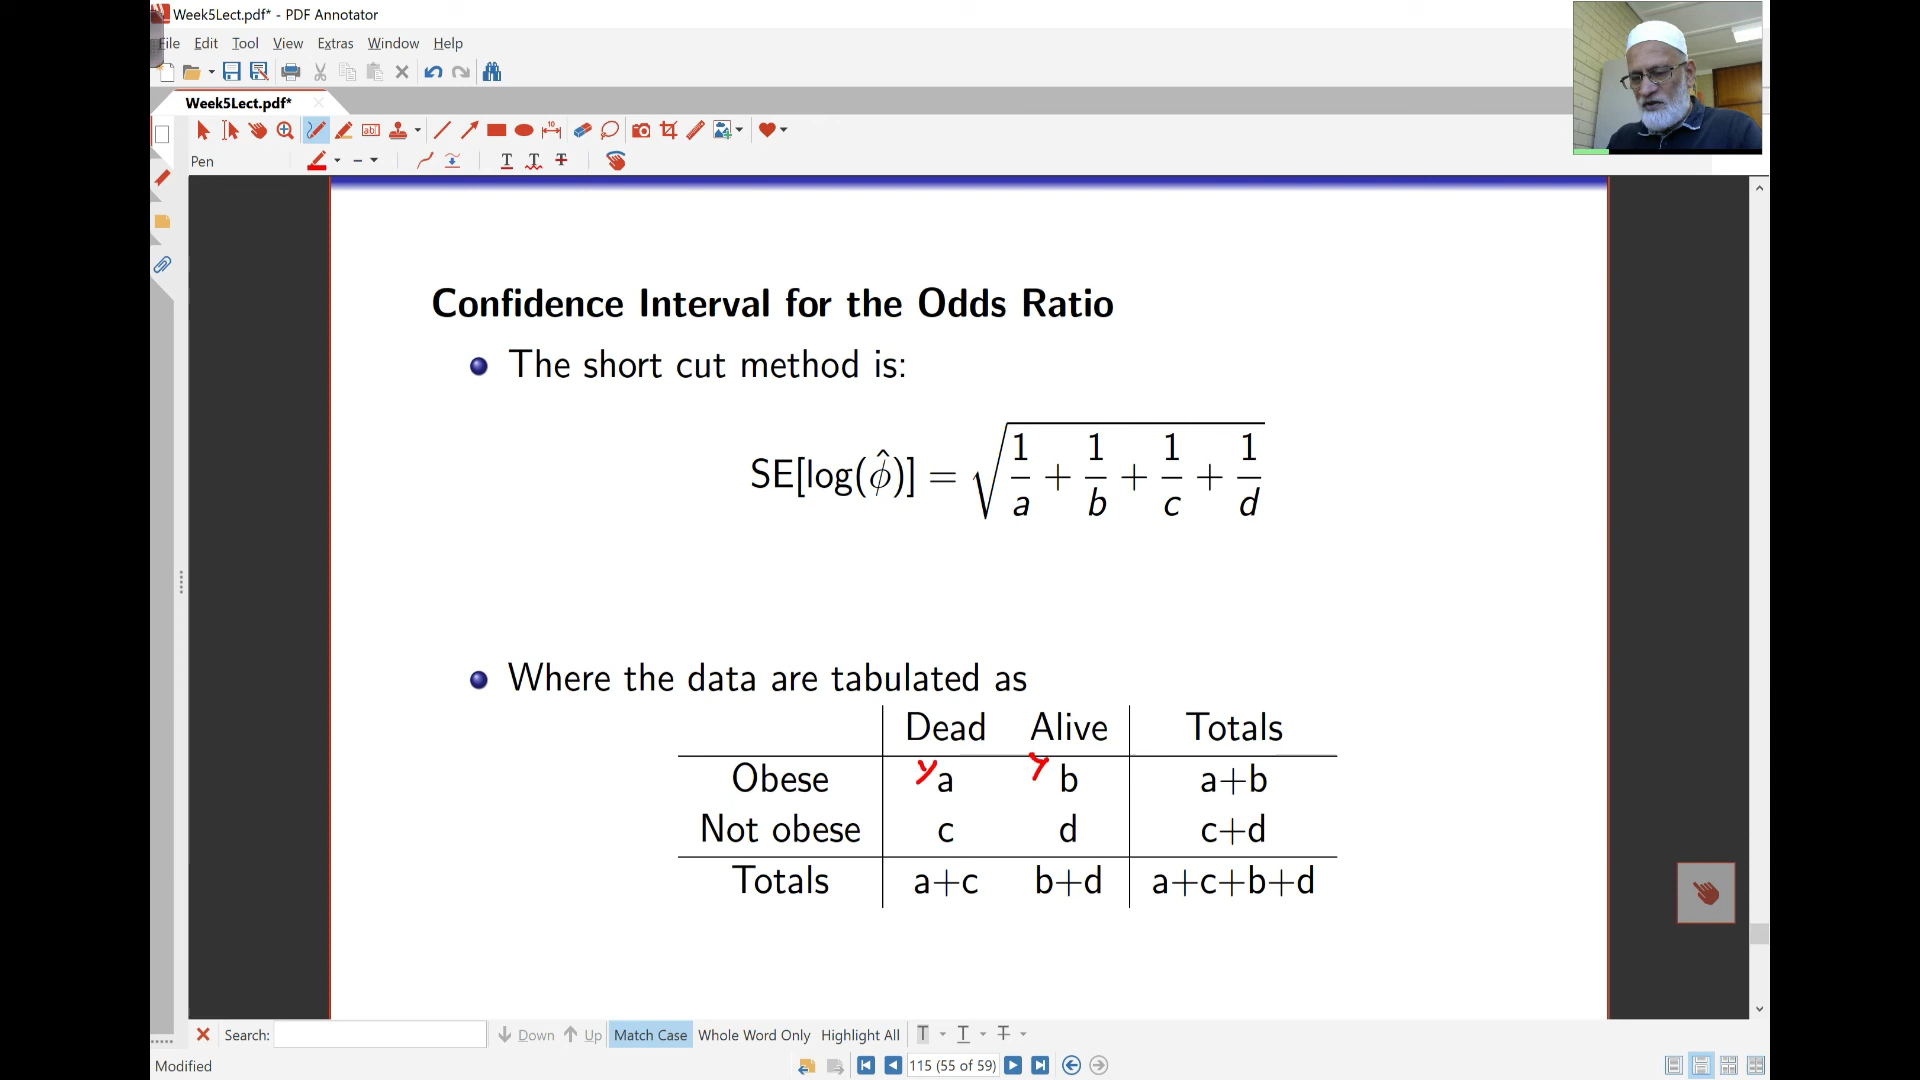 Week5Lect.pdf* - PDF Annotator
File Edit Tool View Extras Window Help
Week5Lect.pdf*
Pen
Confidence Interval for the Odds Ratio
The short cut method is:
SE[log(φ̂)] = √(1/a + 1/b + 1/c + 1/d)
Where the data are tabulated as
Dead Alive Totals
Obese a b a+b
Not obese c d c+d
Totals a+c b+d a+c+b+d
Search: Down Up Match Case Whole Word Only Highlight All
Modified 115 (55 of 59)